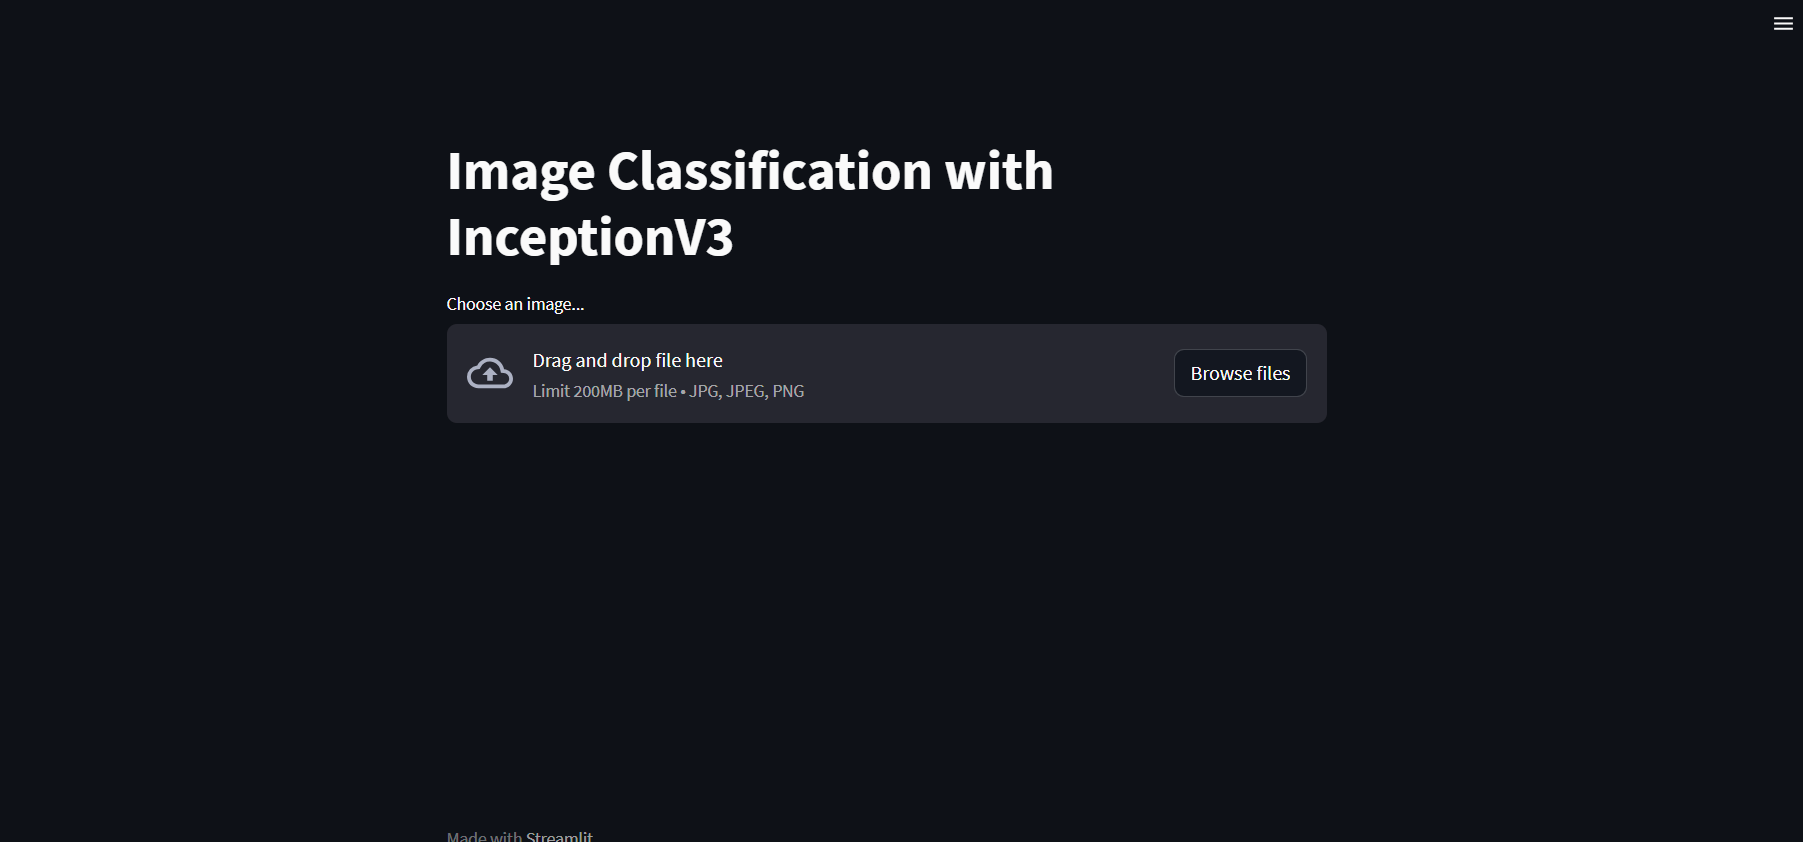 Image Classification with
InceptionV3
Choose an image...
Drag and drop file here
Limit 200MB per file • JPG, JPEG, PNG
Browse files
Made with Streamlit